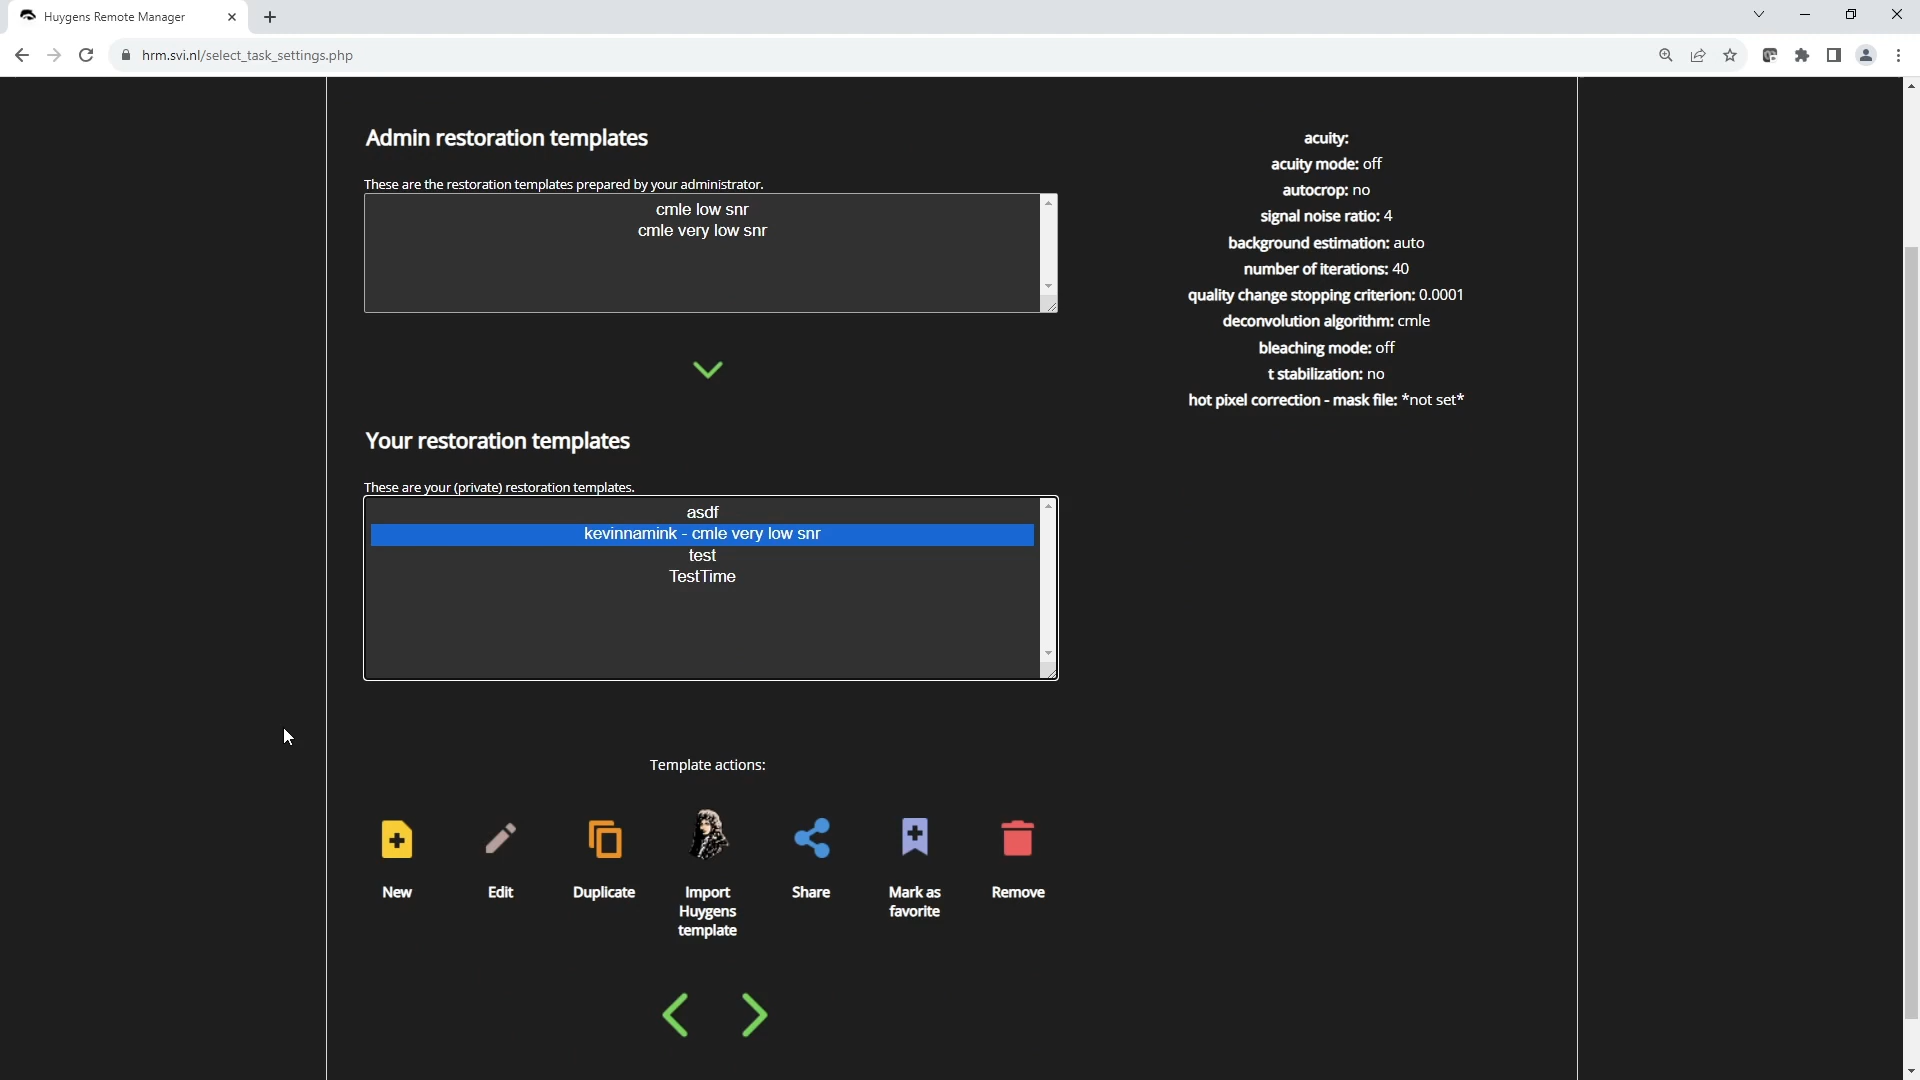 Huygens Remote Manager
hrm.svi.nl/select_task_settings.php
Admin restoration templates
These are the restoration templates prepared by your administrator.
cmle low snr
cmle very low snr
Your restoration templates
These are your (private) restoration templates.
asdf
kevinnamink - cmle very low snr
test
TestTime
Template actions:
New
Edit
Duplicate
Import
Huygens
template
Share
Mark as
favorite
Remove
acuity:
acuity mode: off
autocrop: no
signal noise ratio: 4
background estimation: auto
number of iterations: 40
quality change stopping criterion: 0.0001
deconvolution algorithm: cmle
bleaching mode: off
t stabilization: no
hot pixel correction - mask file: *not set*